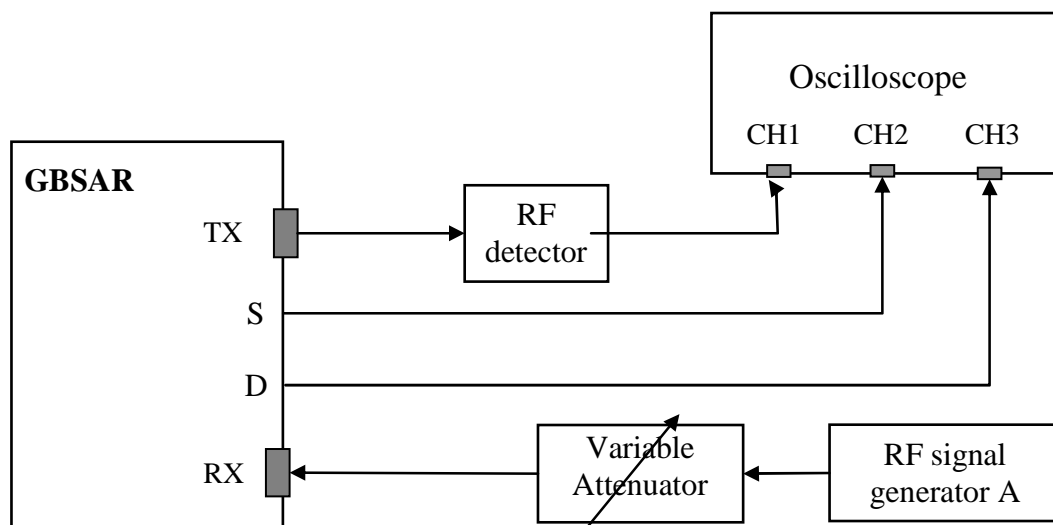 Oscilloscope
CH1 CH2 CH3
GBSAR
TX
RF
detector
S
D
RX
Variable
Attenuator
RF signal
generator A